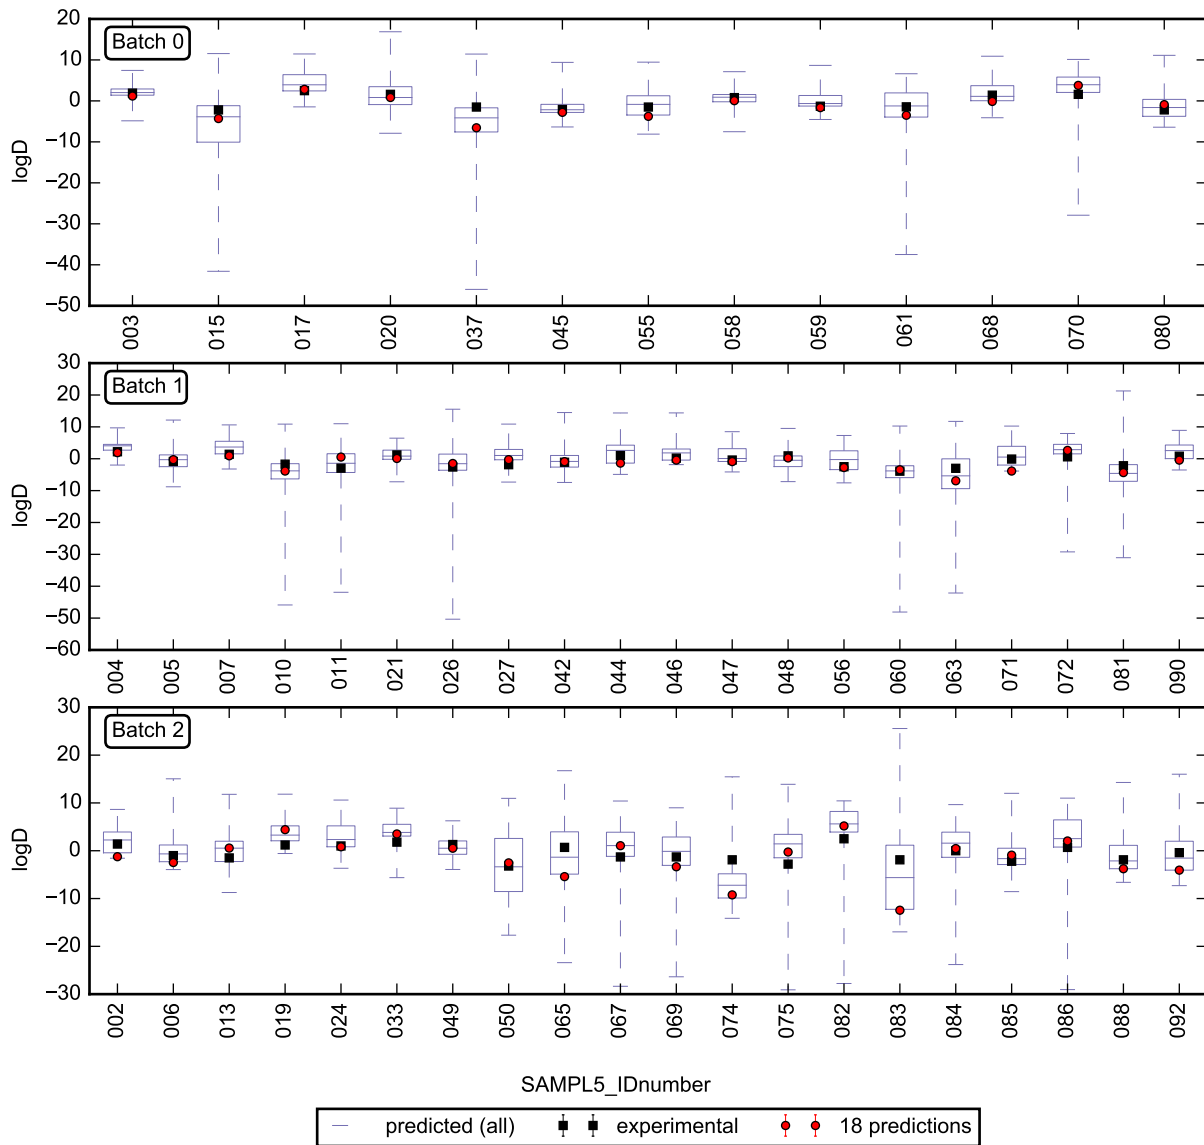 20
10
0
−10
−20
−30
−40
−50
logD
Batch 0
003 015 017 020 037 045 055 058 059 061 068 070 080
30
20
10
0
−10
−20
−30
−40
−50
−60
logD
Batch 1
004 005 007 010 011 021 026 027 042 044 046 047 048 056 060 063 071 072 081 090
30
20
10
0
−10
−20
−30
logD
Batch 2
002 006 013 019 024 033 049 050 065 067 069 074 075 082 083 084 085 086 088 092
SAMPL5_IDnumber
predicted (all) experimental 18 predictions